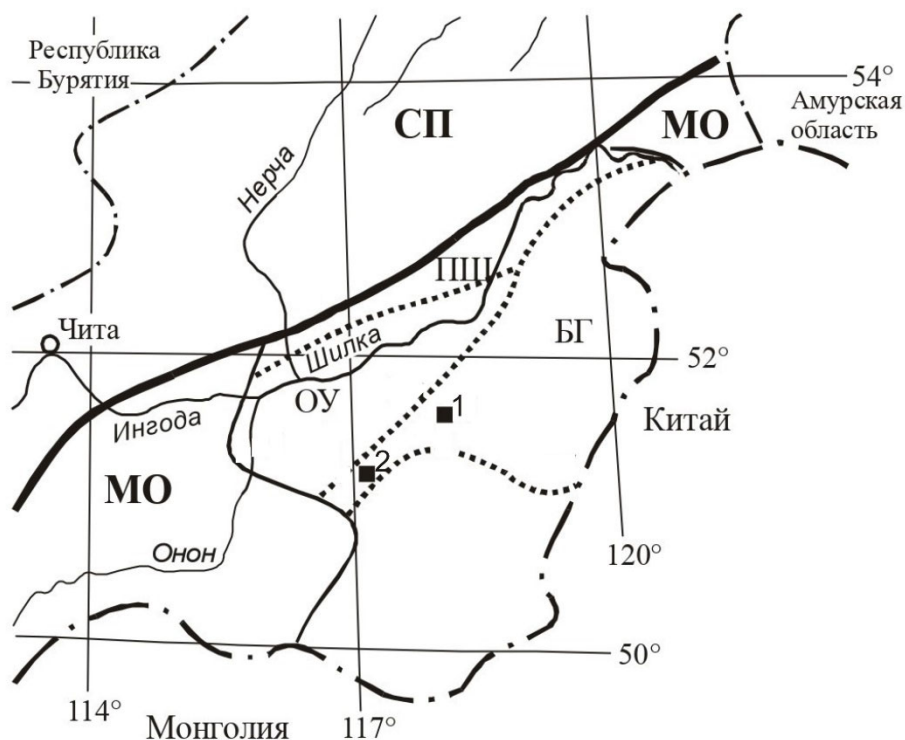 Республика
Бурятия
54°
СП
МО
Амурская
область
Нерча
ПШ
Чита
Шилка
БГ
52°
ОУ
1
Китай
Ингода
2
МО
Онон
120°
50°
114°
117°
Монголия